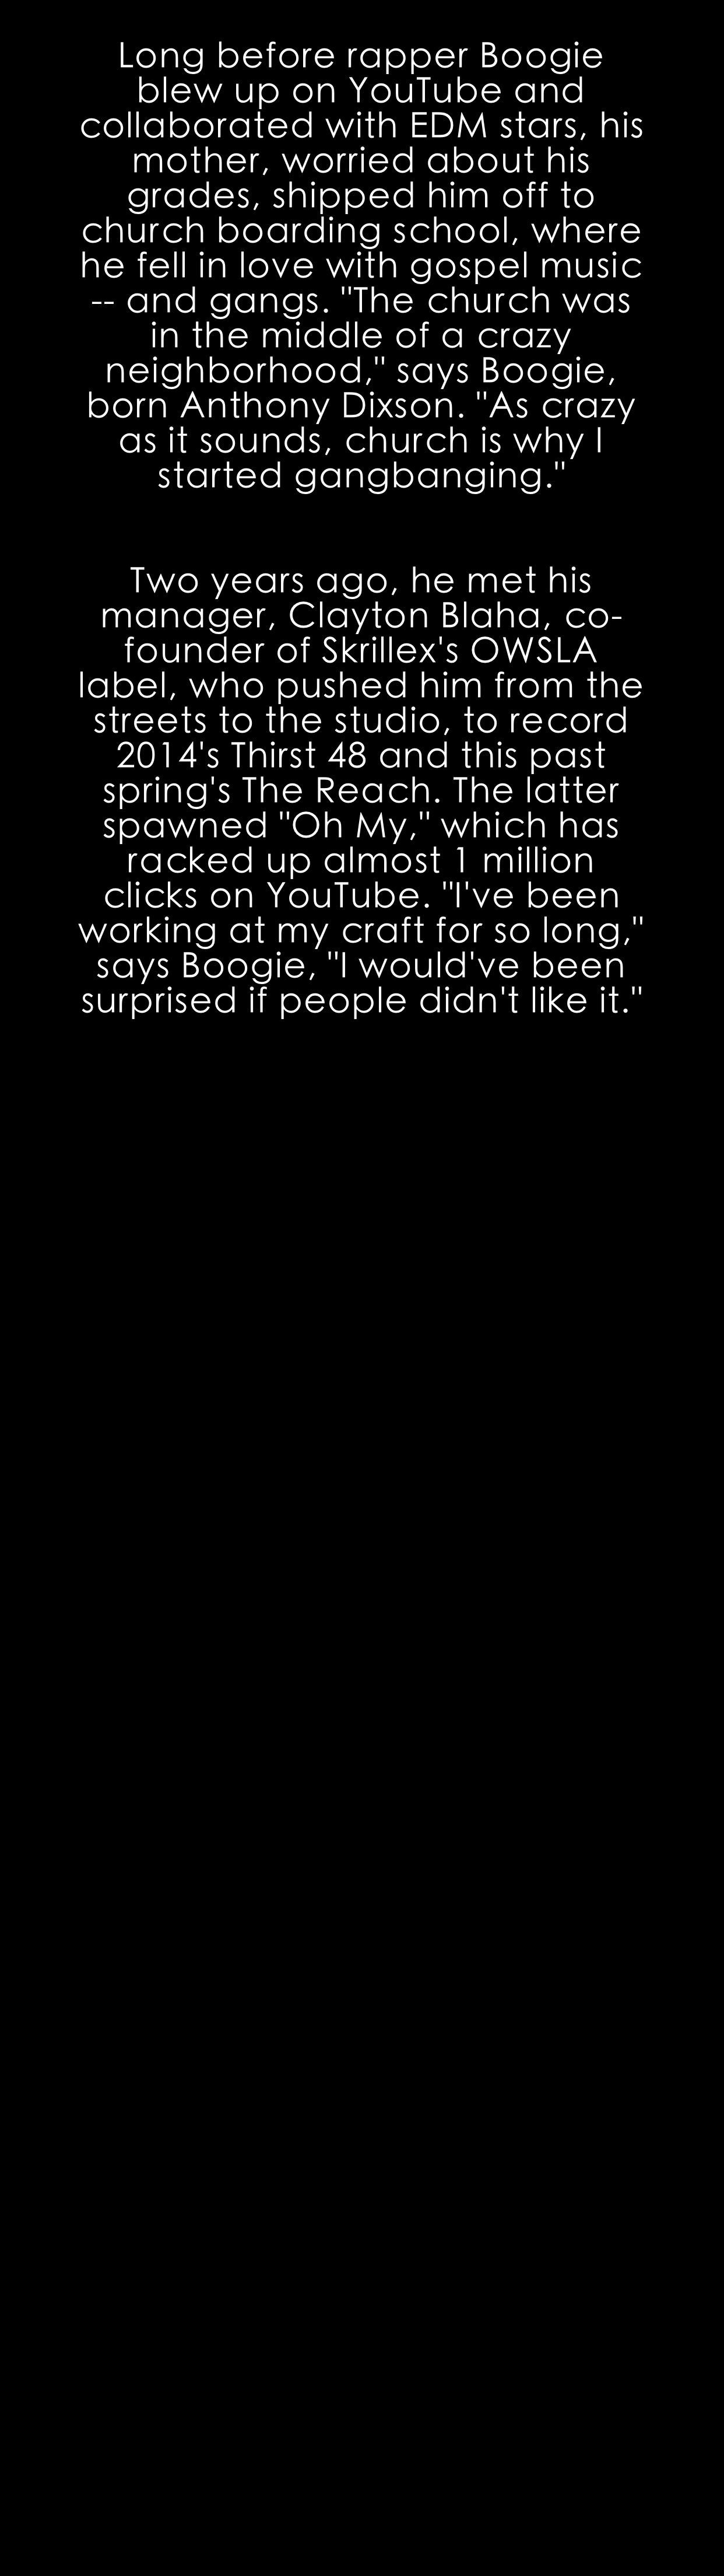 Long before rapper Boogie
blew up on YouTube and
collaborated with EDM stars, his
mother, worried about his
grades, shipped him off to
church boarding school, where
he fell in love with gospel music
-- and gangs. "The church was
in the middle of a crazy
neighborhood," says Boogie,
born Anthony Dixson. "As crazy
as it sounds, church is why I
started gangbanging."
Two years ago, he met his
manager, Clayton Blaha, co-
founder of Skrillex's OWSLA
label, who pushed him from the
streets to the studio, to record
2014's Thirst 48 and this past
spring's The Reach. The latter
spawned "Oh My," which has
racked up almost 1 million
clicks on YouTube. "I've been
working at my craft for so long,"
says Boogie, "I would've been
surprised if people didn't like it."